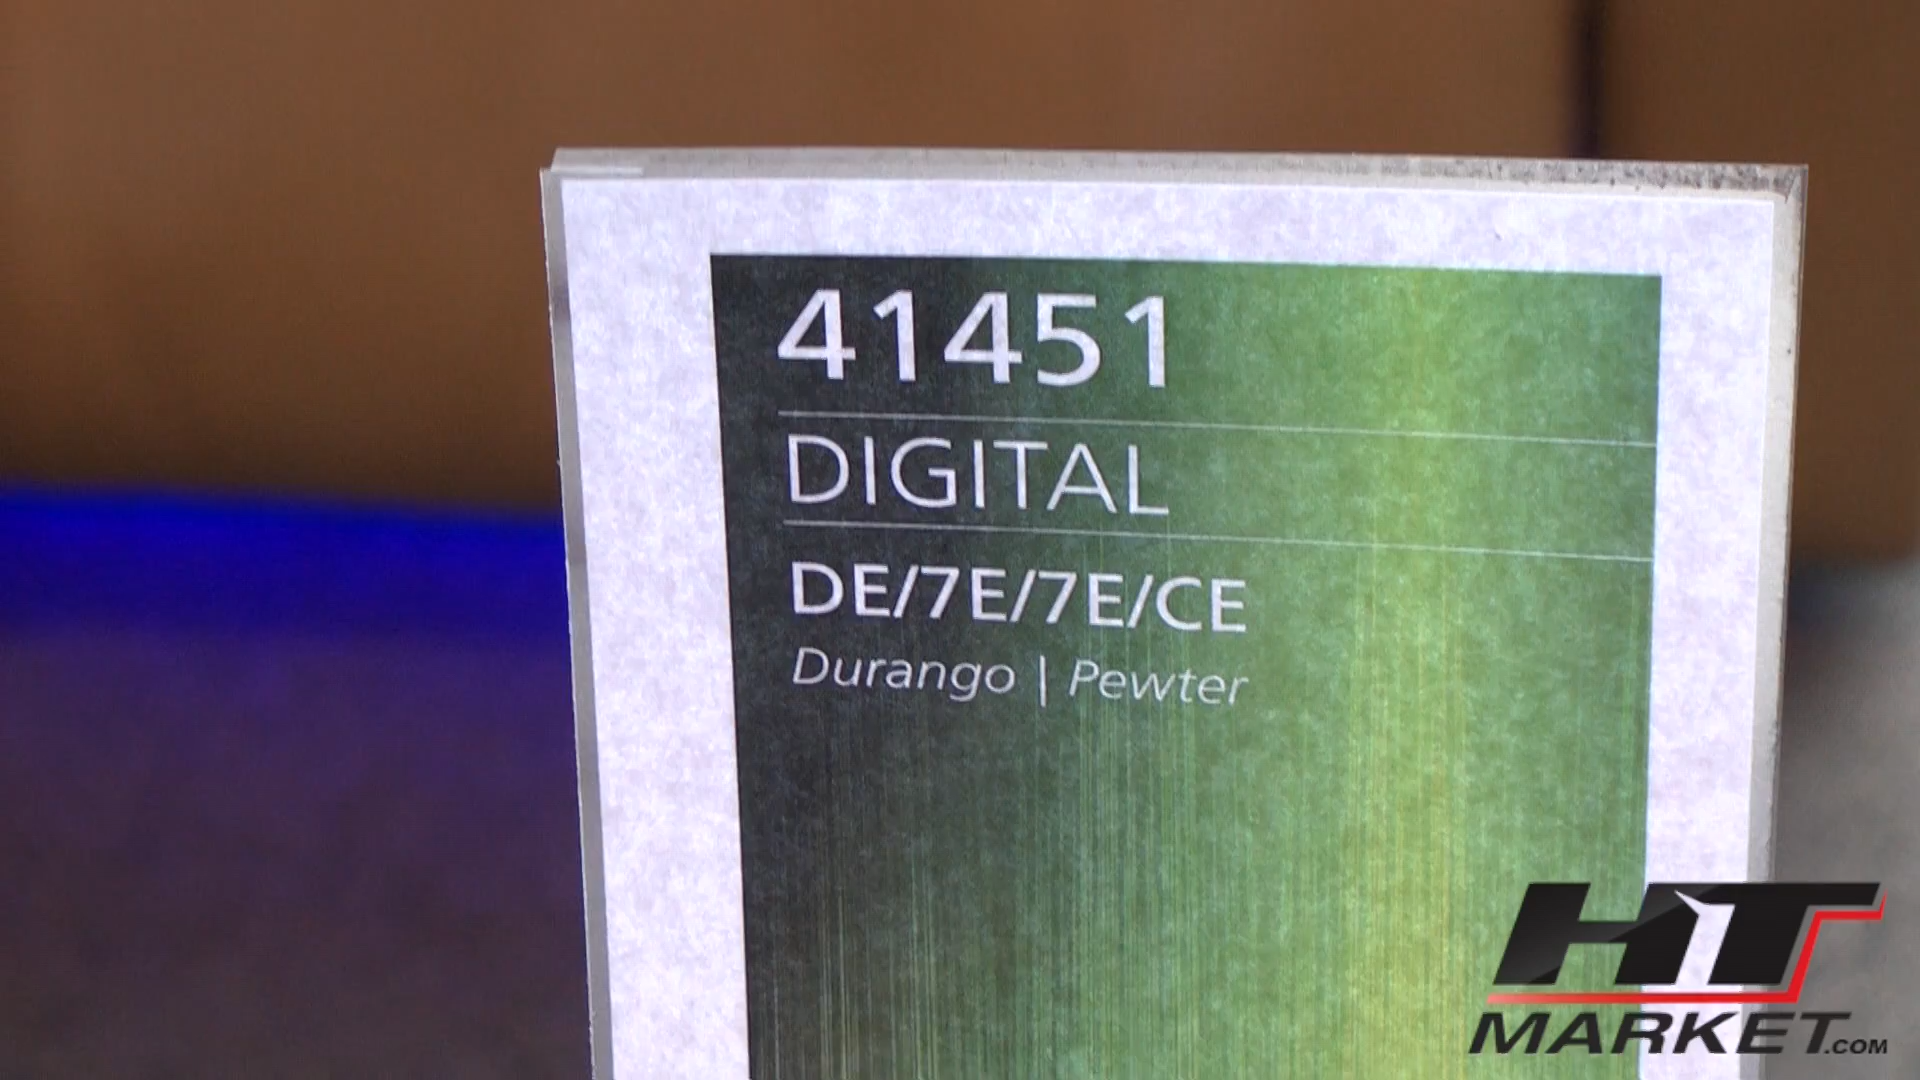 41451
DIGITAL
DE/7E/7E/CE
Durango | Pewter
HT
MARKET.COM